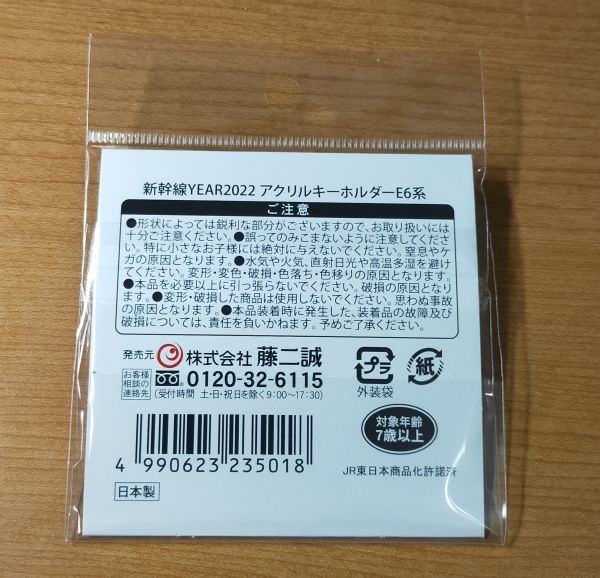 新幹線YEAR2022 アクリルキーホルダーE6系
ご注意
●形状によっては鋭利な部分がございますので、お取り扱いには
十分ご注意ください。●誤ってのみこまないように注意してくださ
い。特に小さなお子様には絶対に与えないでください。窒息やケ
ガの原因となります。●水気や火気、直射日光や高温多湿を避け
てください。変形・変色・破損・色落ち・色移りの原因となります。
●本品を必要以上に引っ張らないでください。破損の原因となり
ます。●変形・破損した商品は使用しないでください。思わぬ事故
の原因となります。●本品装着時に発生した、装着品の故障及び
破損については、責任を負いかねます。予めご了承ください。
発売元 株式会社 藤二誠
お客様
相談の
連絡先
0120-32-6115
(受付時間 土・日・祝日を除く9:00〜17:30)
プラ
外装袋
紙
4 990623 235018
対象年齢
7歳以上
日本製
JR東日本商品化許諾済